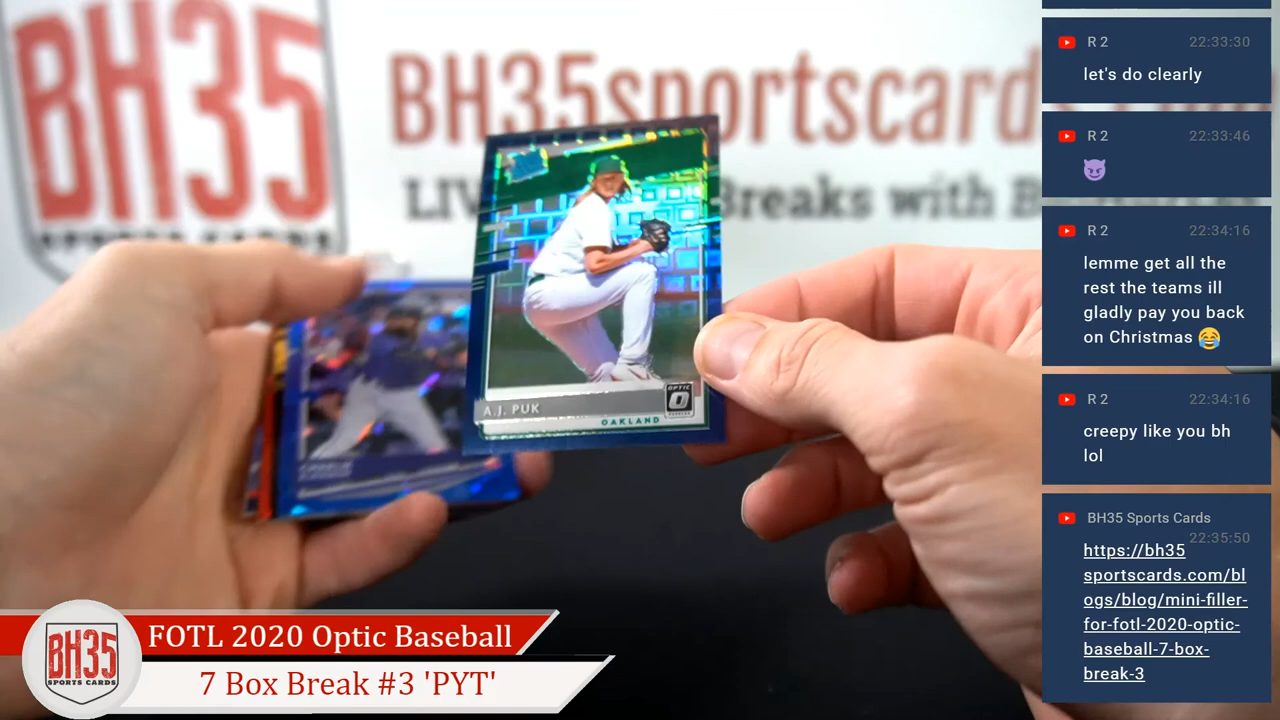 BH35
SPORTS CARDS
BH35sportscard
Breaks with
A.J. PUK
OPTIC
OAKLAND
FOTL 2020 Optic Baseball
7 Box Break #3 'PYT'
BH35
SPORTS CARDS
R 2 22:33:30
let's do clearly
R 2 22:33:46
😈
R 2 22:34:16
lemme get all the
rest the teams ill
gladly pay you back
on Christmas 😂
R 2 22:34:16
creepy like you bh
lol
BH35 Sports Cards
22:35:50
https://bh35
sportscards.com/bl
ogs/blog/mini-filler-
for-fotl-2020-optic-
baseball-7-box-
break-3